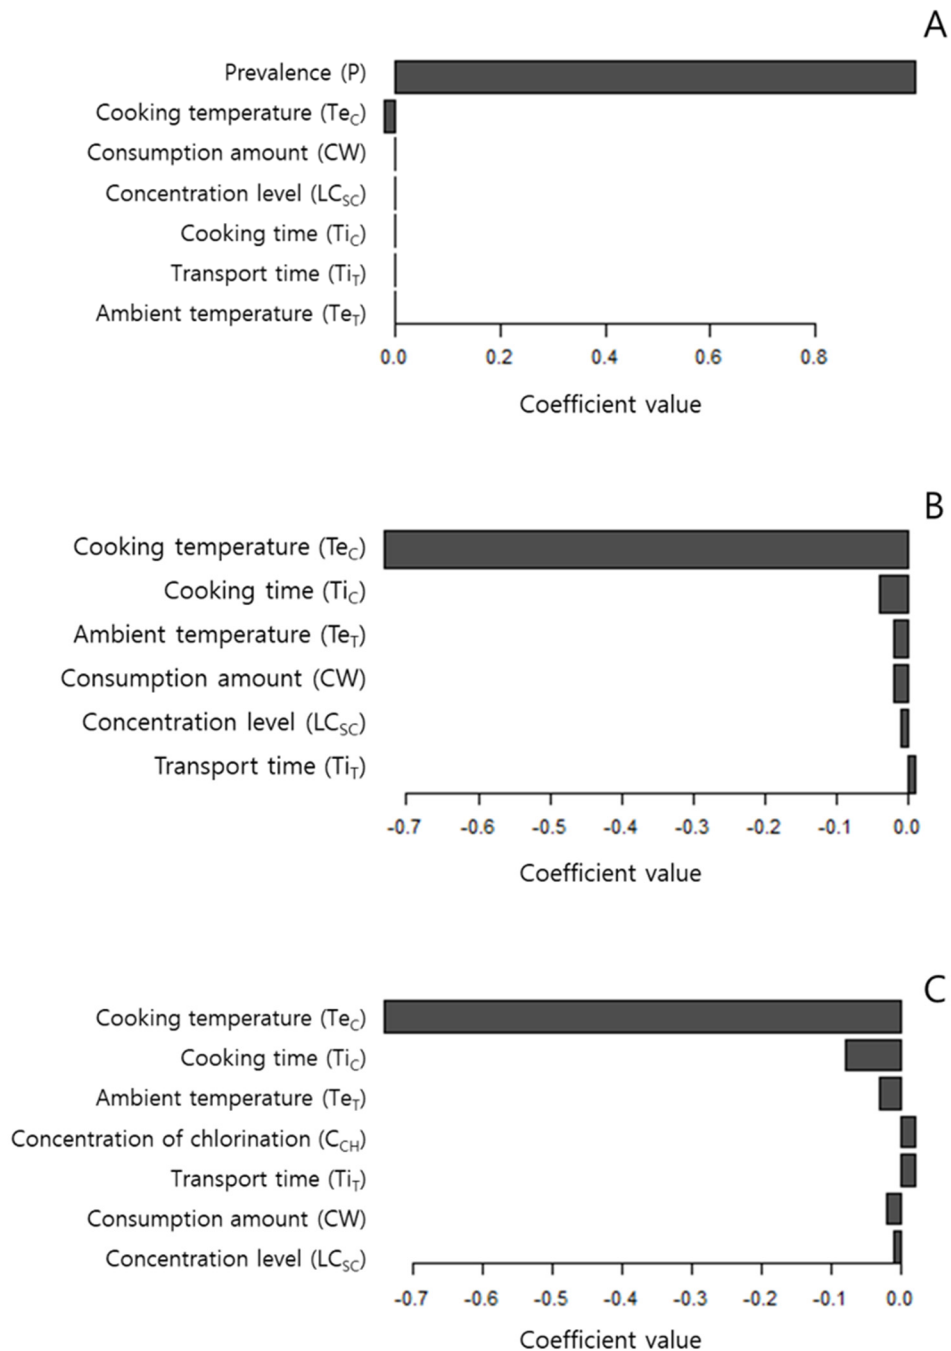 A
Prevalence (P)
Cooking temperature (TeC)
Consumption amount (CW)
Concentration level (LCSC)
Cooking time (TiC)
Transport time (TiT)
Ambient temperature (TeT)
0.0 0.2 0.4 0.6 0.8
Coefficient value
B
Cooking temperature (TeC)
Cooking time (TiC)
Ambient temperature (TeT)
Consumption amount (CW)
Concentration level (LCSC)
Transport time (TiT)
-0.7 -0.6 -0.5 -0.4 -0.3 -0.2 -0.1 0.0
Coefficient value
C
Cooking temperature (TeC)
Cooking time (TiC)
Ambient temperature (TeT)
Concentration of chlorination (CCH)
Transport time (TiT)
Consumption amount (CW)
Concentration level (LCSC)
-0.7 -0.6 -0.5 -0.4 -0.3 -0.2 -0.1 0.0
Coefficient value